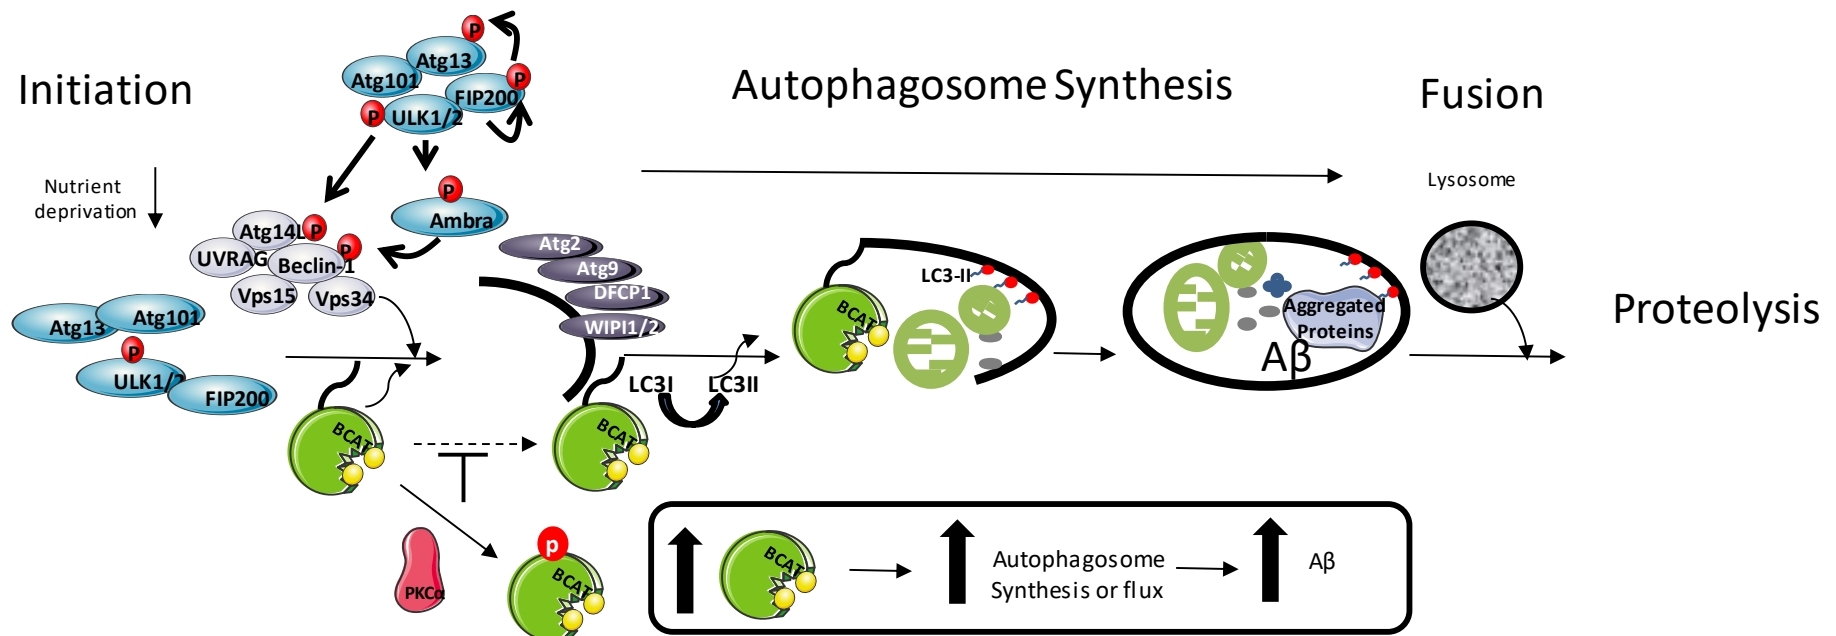 Initiation
Autophagosome Synthesis
Fusion
Proteolysis
P
Atg13
Atg101
P
FIP200
P
ULK1/2
Nutrient
deprivation
P
Ambra
Lysosome
Atg14L
P
UVRAG
Beclin-1
P
Vps15
Vps34
Atg2
Atg9
DFCP1
WIPI1/2
Atg13
Atg101
P
ULK1/2
FIP200
BCAT
BCAT
LC3I
LC3II
BCAT
LC3-II
Aggregated
Proteins
Aβ
PKCα
p
BCAT
BCAT
Autophagosome
Synthesis or flux
Aβ